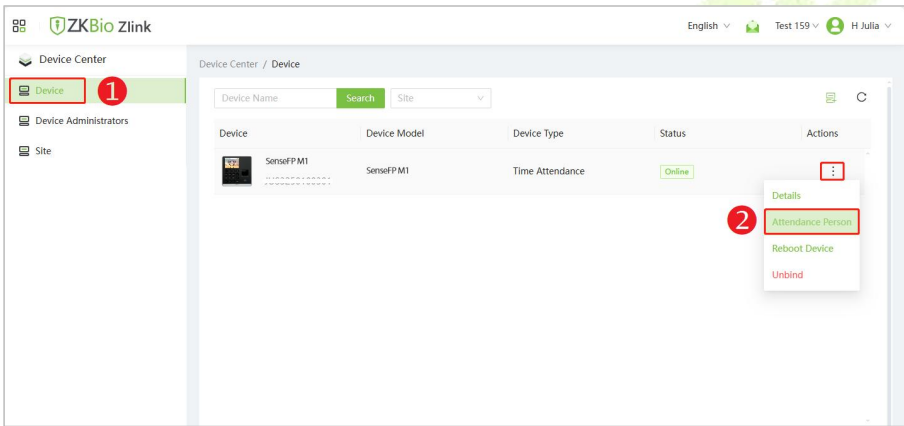 ZKBio Zlink
English
Test 159
H Julia
Device Center
Device Center / Device
Device
1
Device Name
Search
Site
Device Administrators
Site
Device
Device Model
Device Type
Status
Actions
SenseFP M1
SenseFP M1
Time Attendance
Online
Details
2
Attendance Person
Reboot Device
Unbind